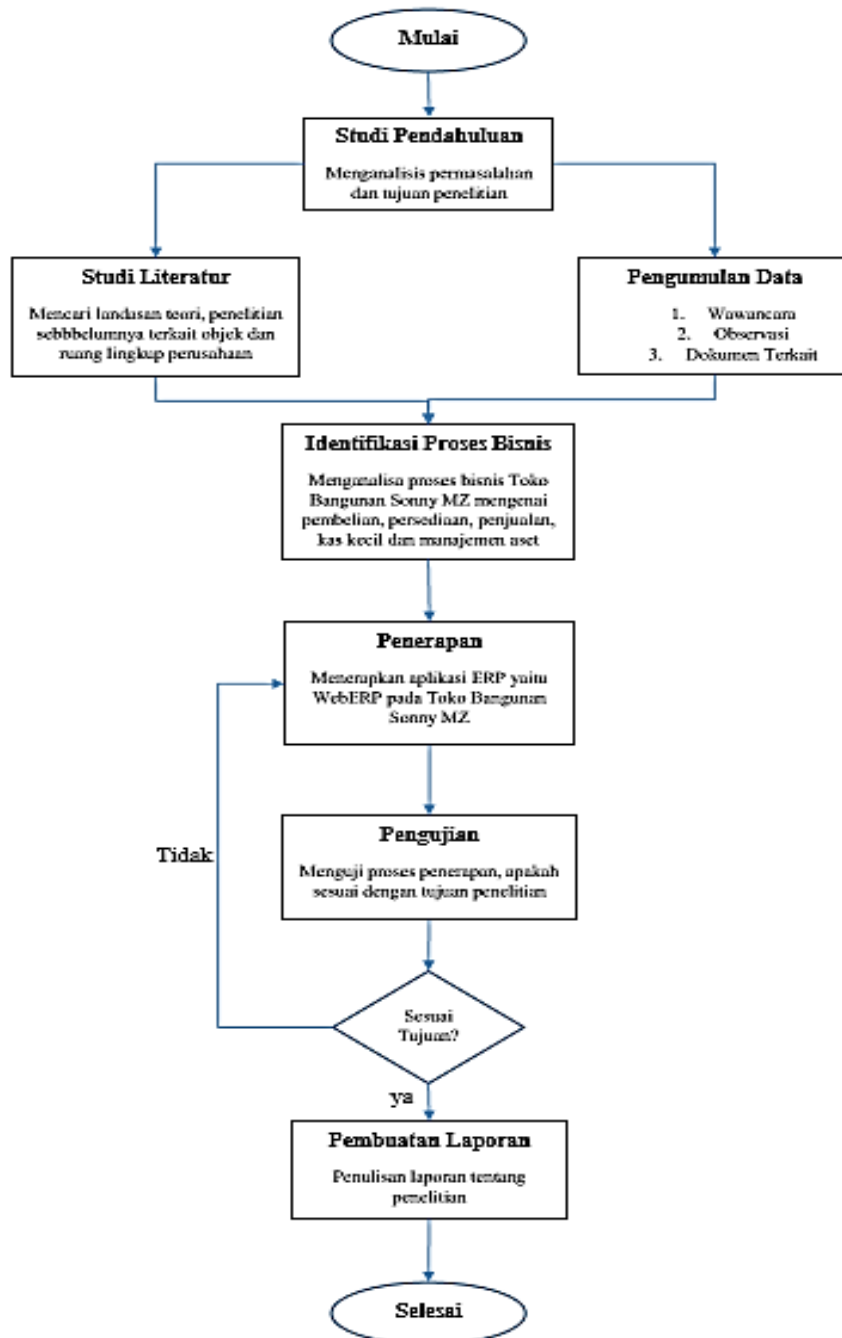 Mulai
Studi Pendahuluan
Menganalisis permasalahan
dan tujuan penelitian
Studi Literatur
Mencari landasan teori, penelitian
sebbbelumnya terkait objek dan
ruang lingkup perusahaan
Pengumulan Data
1. Wawancara
2. Observasi
3. Dokumen Terkait
Identifikasi Proses Bisnis
Menganalisa proses bisnis Toko
Bangunan Sonny MZ mengenai
pembelian, persediaan, penjualan,
kas kecil dan manajemen aset
Penerapan
Menerapkan aplikasi ERP yaitu
WebERP pada Toko Bangunan
Sonny MZ
Pengujian
Menguji proses penerapan, apakah
sesuai dengan tujuan penelitian
Tidak
Sesuai
Tujuan?
ya
Pembuatan Laporan
Penulisan laporan tentang
penelitian
Selesai